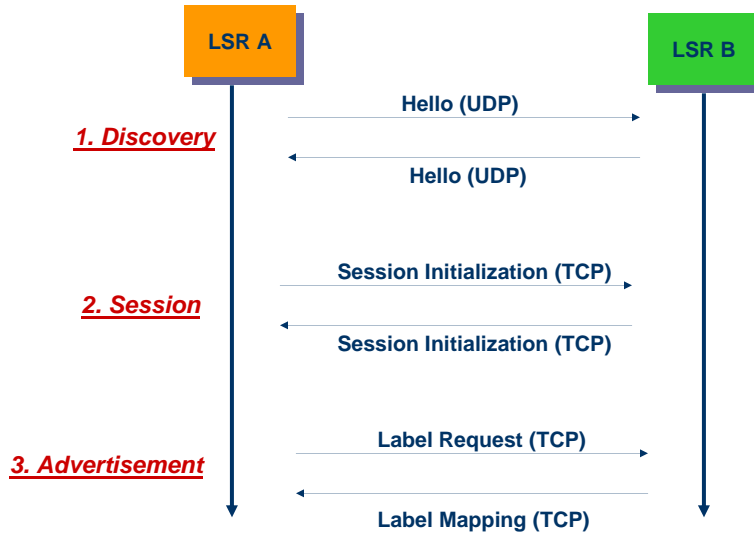 LSR A
LSR B
Hello (UDP)
1. Discovery
Hello (UDP)
Session Initialization (TCP)
2. Session
Session Initialization (TCP)
Label Request (TCP)
3. Advertisement
Label Mapping (TCP)